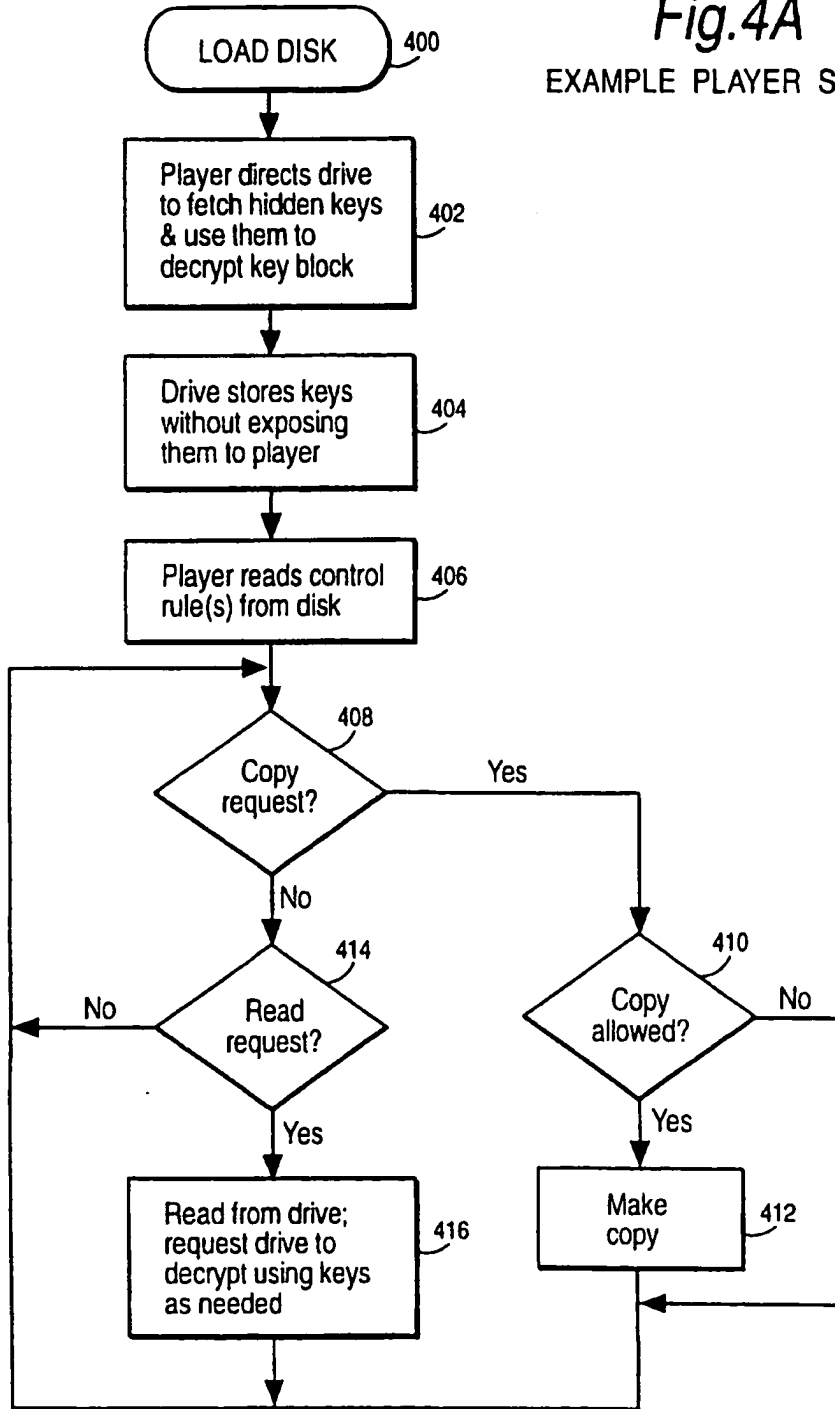 Fig.4A
EXAMPLE PLAYER S
LOAD DISK
400
Player directs drive
to fetch hidden keys
& use them to
decrypt key block
402
Drive stores keys
without exposing
them to player
404
Player reads control
rule(s) from disk
406
408
Copy
request?
Yes
No
414
Read
request?
No
Yes
410
Copy
allowed?
No
Yes
Read from drive;
request drive to
decrypt using keys
as needed
416
Make
copy
412